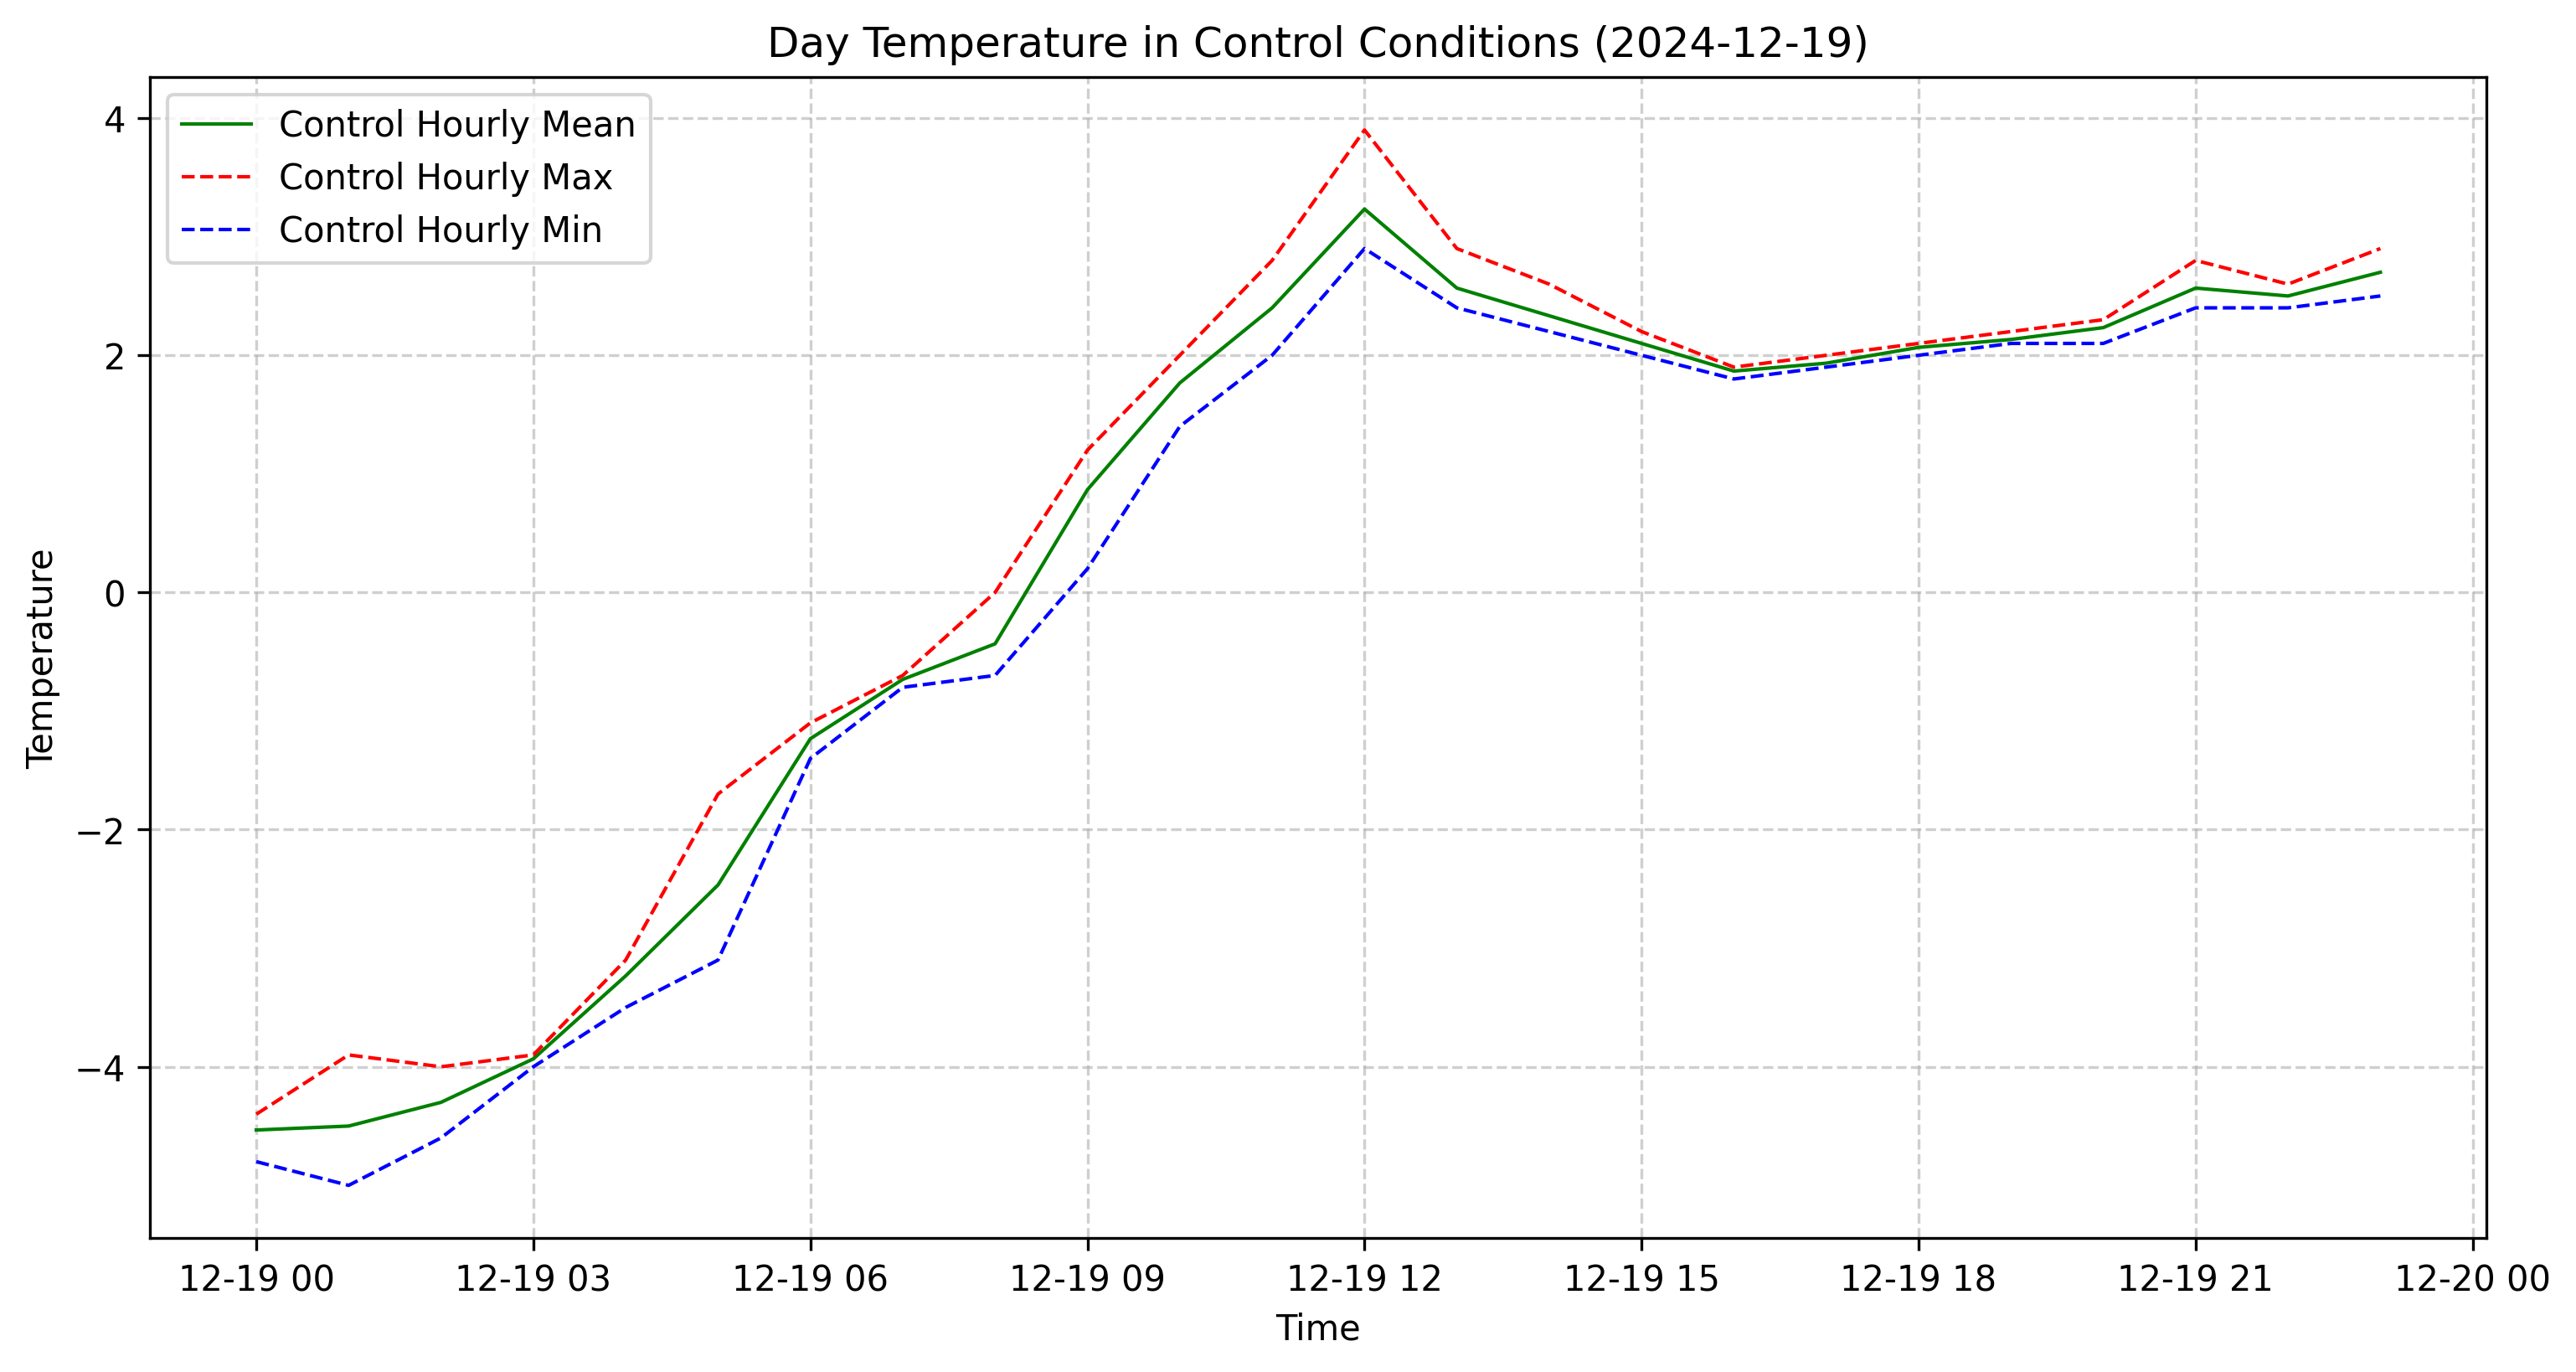 Day Temperature in Control Conditions (2024-12-19)
Control Hourly Mean
Control Hourly Max
Control Hourly Min
4
2
0
−2
−4
Temperature
12-19 00
12-19 03
12-19 06
12-19 09
12-19 12
12-19 15
12-19 18
12-19 21
12-20 00
Time